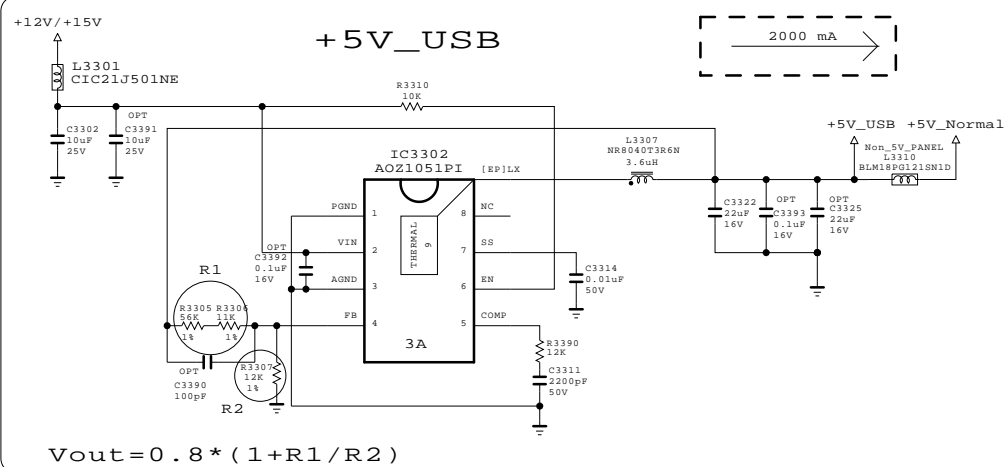 +12V/+15V
+5V_USB
2000 mA
L3301
CIC21J501NE
R3310
10K
OPT
C3302
10uF
25V
C3391
10uF
25V
+5V_USB
+5V_Normal
Non_5V_PANEL
L3310
BLM18PG121SN1D
L3307
NR8040T3R6N
3.6uH
IC3302
AOZ1051PI
[EP]LX
PGND
1
8
NC
VIN
2
7
SS
AGND
3
6
EN
FB
4
5
COMP
THERMAL
9
3A
OPT
C3392
0.1uF
16V
C3322
22uF
16V
OPT
C3393
0.1uF
16V
OPT
C3325
22uF
16V
C3314
0.01uF
50V
R1
R3305
56K
1%
R3306
11K
1%
OPT
C3390
100pF
R3307
12K
1%
R2
R3390
12K
C3311
2200pF
50V
Vout=0.8*(1+R1/R2)